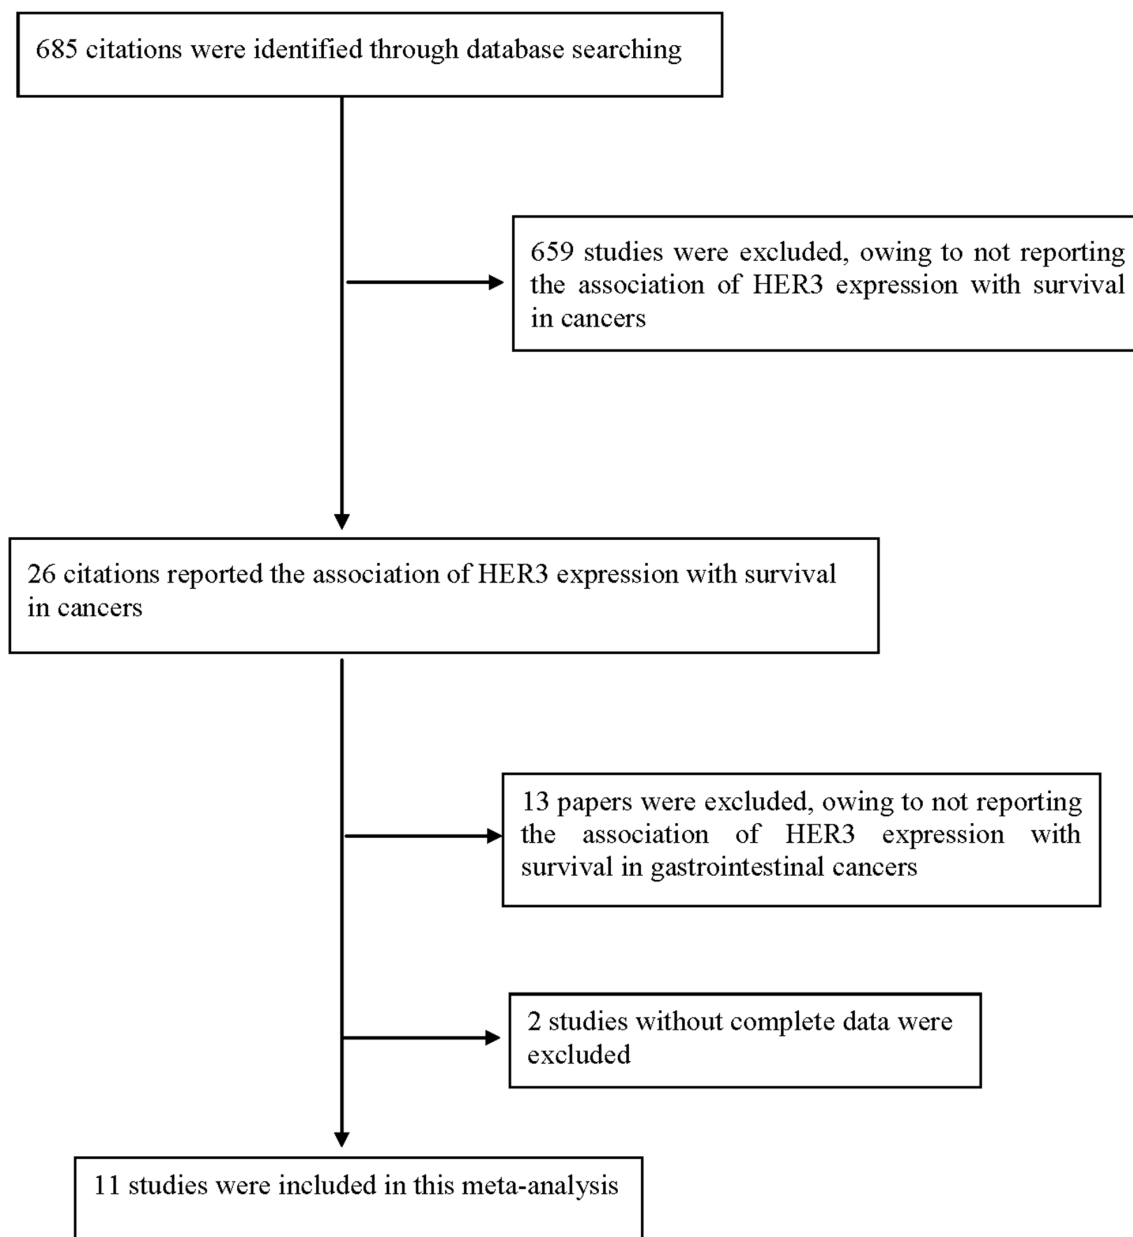 685 citations were identified through database searching
659 studies were excluded, owing to not reporting
the association of HER3 expression with survival
in cancers
26 citations reported the association of HER3 expression with survival
in cancers
13 papers were excluded, owing to not reporting
the association of HER3 expression with
survival in gastrointestinal cancers
2 studies without complete data were
excluded
11 studies were included in this meta-analysis